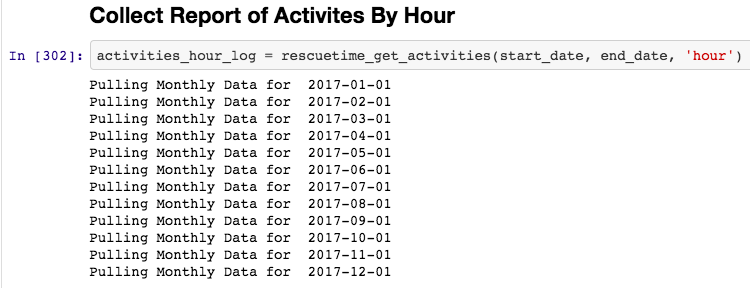 Collect Report of Activites By Hour
In [302]: activities_hour_log = rescuetime_get_activities(start_date, end_date, 'hour')
Pulling Monthly Data for  2017-01-01
Pulling Monthly Data for  2017-02-01
Pulling Monthly Data for  2017-03-01
Pulling Monthly Data for  2017-04-01
Pulling Monthly Data for  2017-05-01
Pulling Monthly Data for  2017-06-01
Pulling Monthly Data for  2017-07-01
Pulling Monthly Data for  2017-08-01
Pulling Monthly Data for  2017-09-01
Pulling Monthly Data for  2017-10-01
Pulling Monthly Data for  2017-11-01
Pulling Monthly Data for  2017-12-01